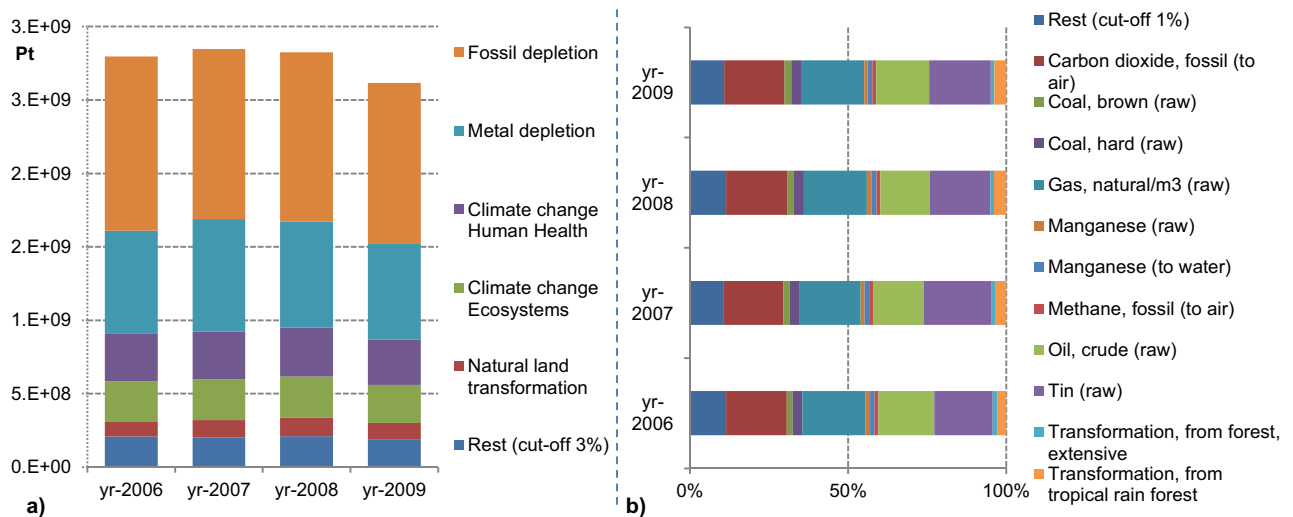 3.E+09
Pt
3.E+09
2.E+09
2.E+09
1.E+09
5.E+08
0.E+00
yr-2006 yr-2007 yr-2008 yr-2009
a)
Fossil depletion
Metal depletion
Climate change
Human Health
Climate change
Ecosystems
Natural land
transformation
Rest (cut-off 3%)
yr-
2009
yr-
2008
yr-
2007
yr-
2006
0% 50% 100%
b)
Rest (cut-off 1%)
Carbon dioxide, fossil (to
air)
Coal, brown (raw)
Coal, hard (raw)
Gas, natural/m3 (raw)
Manganese (raw)
Manganese (to water)
Methane, fossil (to air)
Oil, crude (raw)
Tin (raw)
Transformation, from forest,
extensive
Transformation, from
tropical rain forest